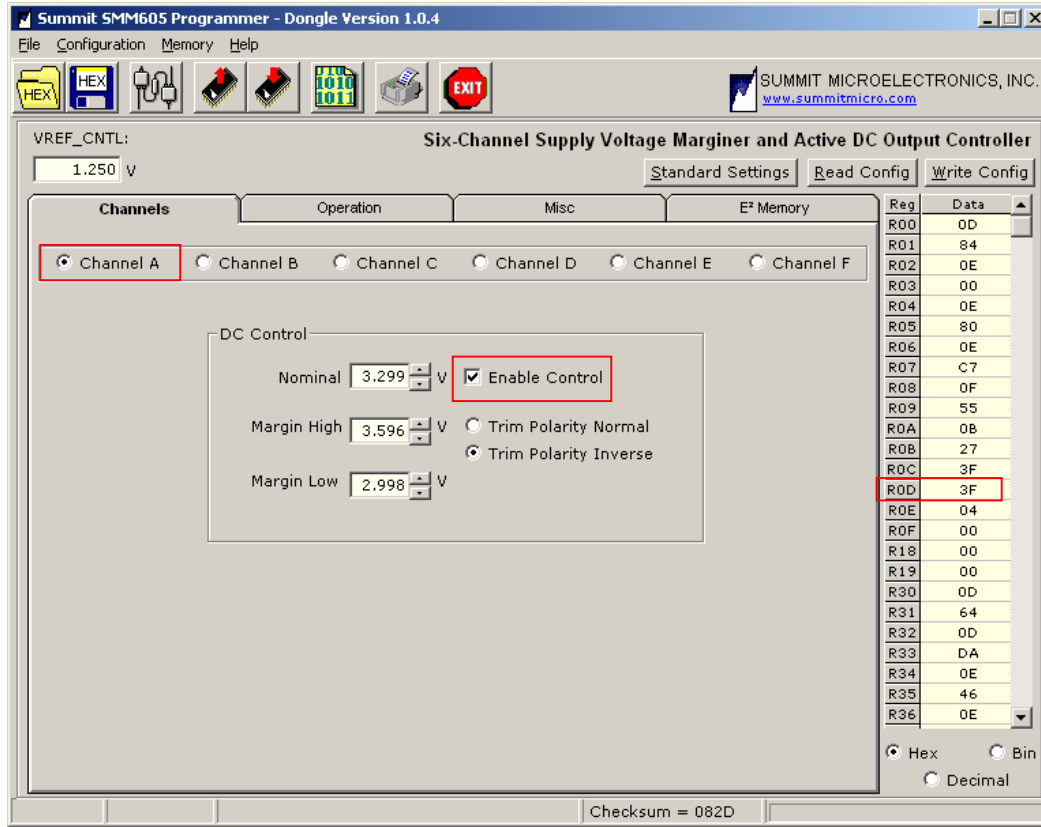 Summit SMM605 Programmer - Dongle Version 1.0.4
File Configuration Memory Help
HEX HEX 1010 1011 EXIT
SUMMIT MICROELECTRONICS, INC.
www.summitmicro.com
VREF_CNTL:
Six-Channel Supply Voltage Marginer and Active DC Output Controller
1.250 V
Standard Settings Read Config Write Config
Channels Operation Misc E² Memory
Channel A Channel B Channel C Channel D Channel E Channel F
DC Control
Nominal 3.299 V Enable Control
Margin High 3.596 V Trim Polarity Normal
Trim Polarity Inverse
Margin Low 2.998 V
Reg Data
R00 0D
R01 84
R02 0E
R03 00
R04 0E
R05 80
R06 0E
R07 C7
R08 0F
R09 55
R0A 0B
R0B 27
R0C 3F
R0D 3F
R0E 04
R0F 00
R18 00
R19 00
R30 0D
R31 64
R32 0D
R33 DA
R34 0E
R35 46
R36 0E
Hex Bin
Decimal
Checksum = 082D